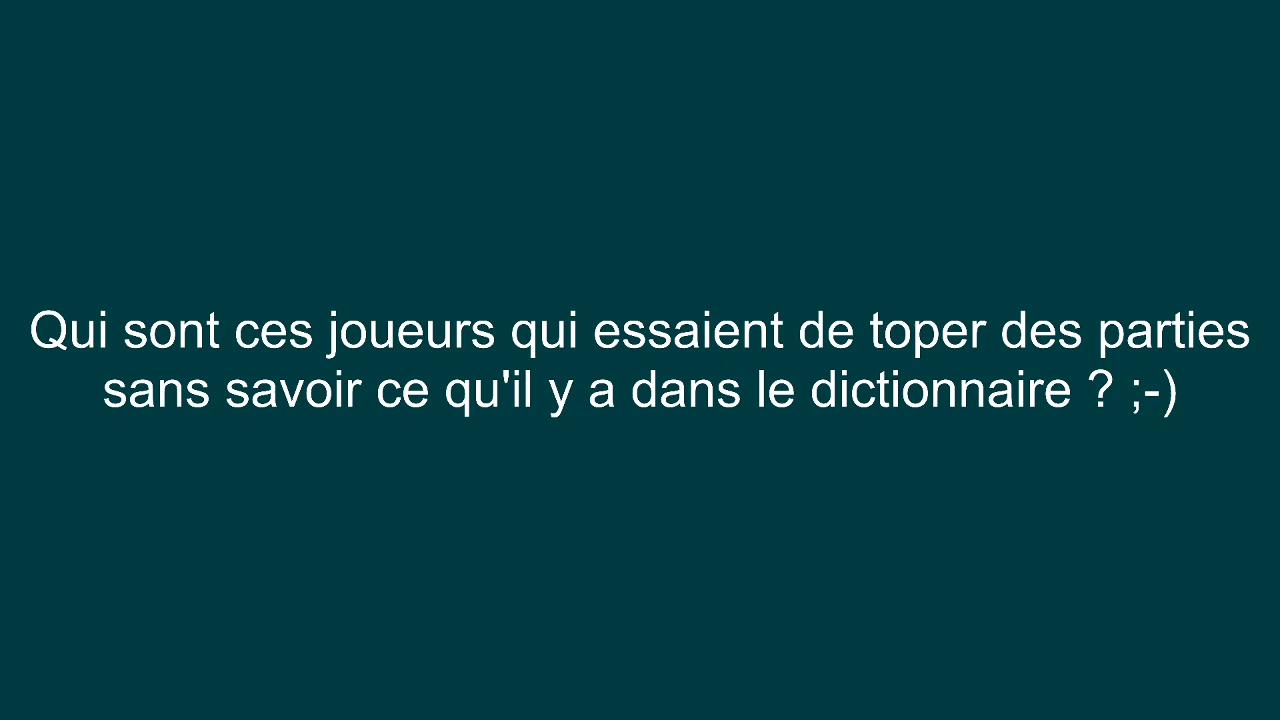 Qui sont ces joueurs qui essaient de toper des parties
sans savoir ce qu'il y a dans le dictionnaire ? ;-)